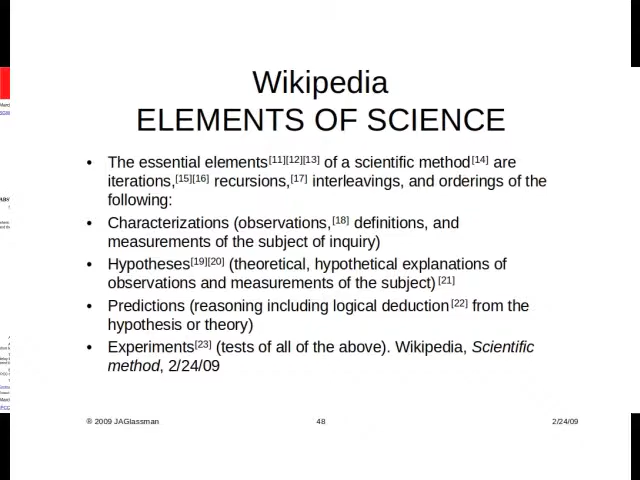 Wikipedia
ELEMENTS OF SCIENCE
• The essential elements[11][12][13] of a scientific method[14] are
iterations,[15][16] recursions,[17] interleavings, and orderings of the
following:
• Characterizations (observations,[18] definitions, and
measurements of the subject of inquiry)
• Hypotheses[19][20] (theoretical, hypothetical explanations of
observations and measurements of the subject)[21]
• Predictions (reasoning including logical deduction[22] from the
hypothesis or theory)
• Experiments[23] (tests of all of the above). Wikipedia, Scientific
method, 2/24/09
® 2009 JAGlassman 48 2/24/09